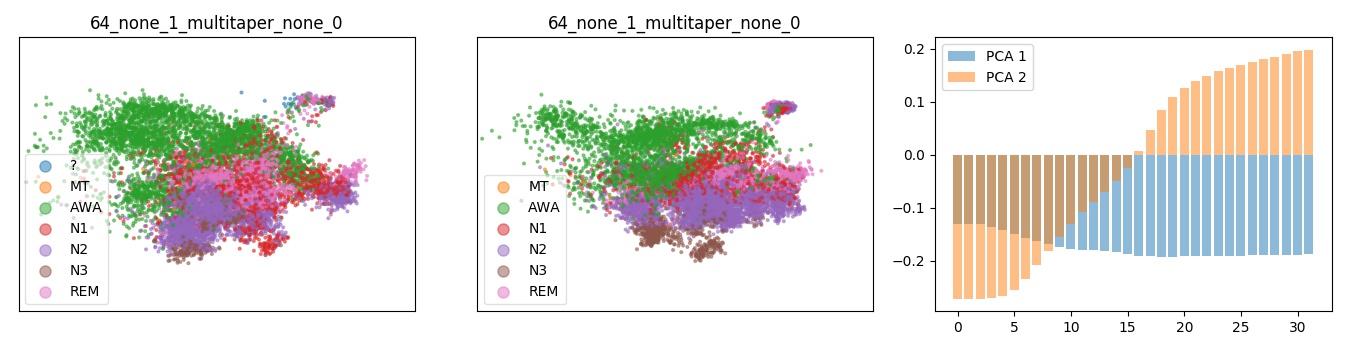 64_none_1_multitaper_none_0
?
MT
AWA
N1
N2
N3
REM
64_none_1_multitaper_none_0
MT
AWA
N1
N2
N3
REM
PCA 1
PCA 2
0.2
0.1
0.0
−0.1
−0.2
0 5 10 15 20 25 30